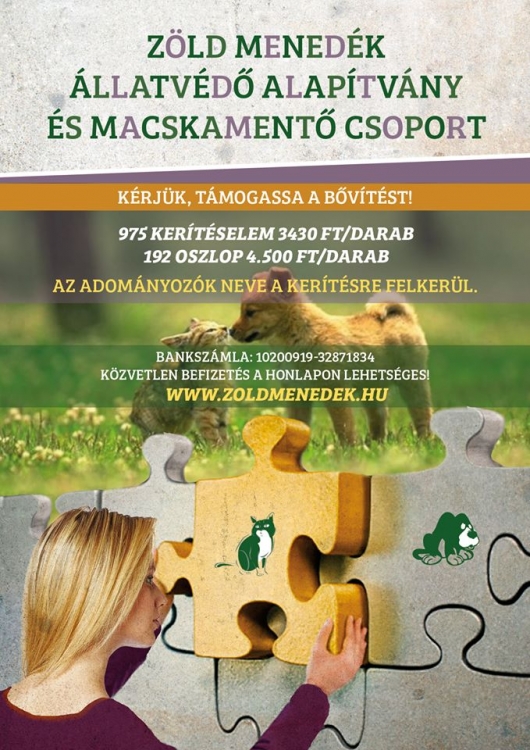 ZÖLD MENEDÉK
ÁLLATVÉDŐ ALAPÍTVÁNY
ÉS MACSKAMENTŐ CSOPORT
KÉRJÜK, TÁMOGASSA A BŐVÍTÉST!
975 KERÍTÉSELEM 3430 FT/DARAB
192 OSZLOP 4.500 FT/DARAB
AZ ADOMÁNYOZÓK NEVE A KERÍTÉSRE FELKERÜL.
BANKSZÁMLA: 10200919-32871834
KÖZVETLEN BEFIZETÉS A HONLAPON LEHETSÉGES!
WWW.ZOLDMENEDEK.HU